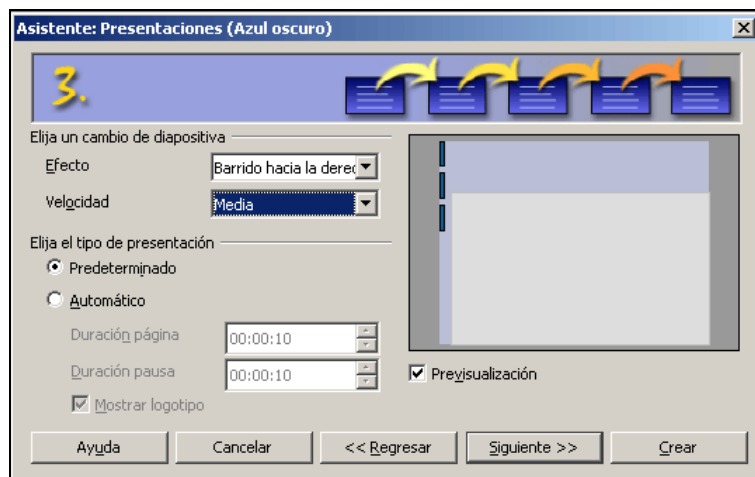 Asistente: Presentaciones (Azul oscuro)
3.
Elija un cambio de diapositiva
Efecto
Barrido hacia la derec
Velocidad
Media
Elija el tipo de presentación
Predeterminado
Automático
Duración página
00:00:10
Duración pausa
00:00:10
Mostrar logotipo
Previsualización
Ayuda
Cancelar
<< Regresar
Siguiente >>
Crear